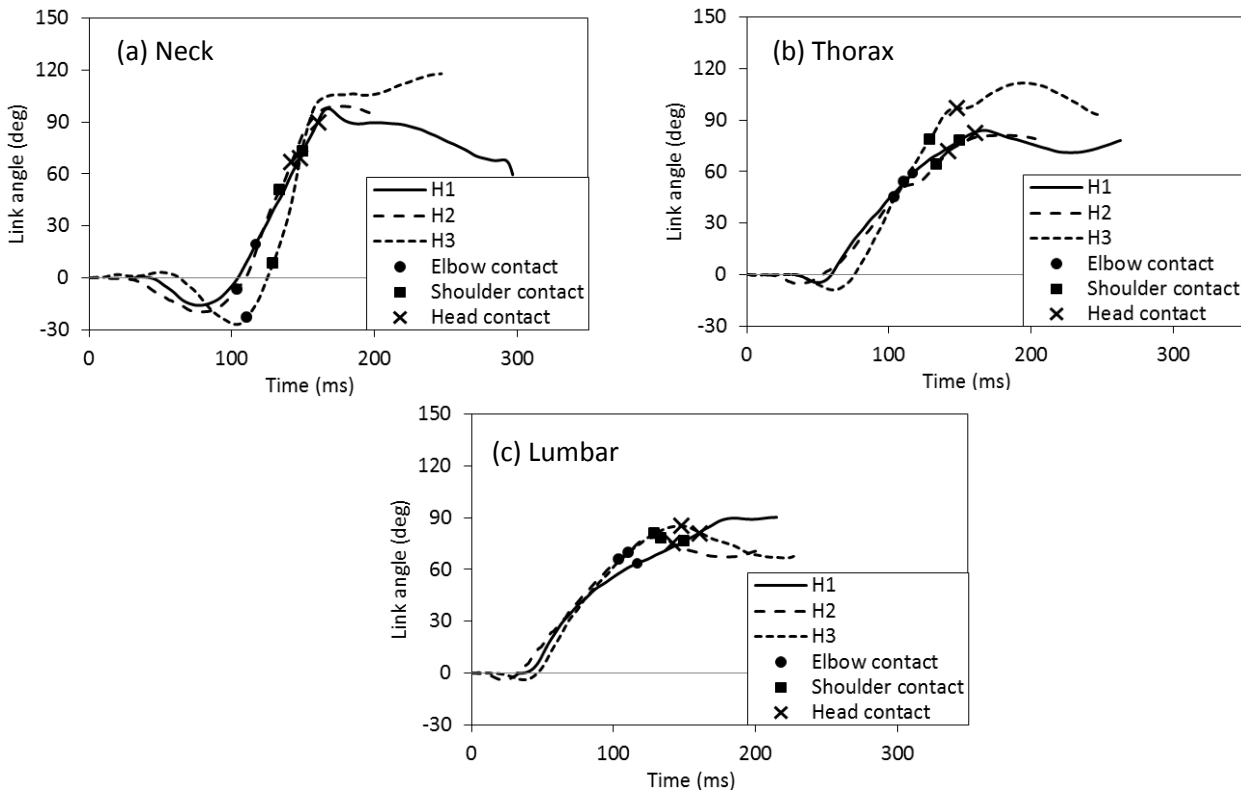 (a) Neck
Link angle (deg)
150
120
90
60
30
0
-30
0 100 200 300
Time (ms)
H1
H2
H3
Elbow contact
Shoulder contact
Head contact
(b) Thorax
Link angle (deg)
150
120
90
60
30
0
-30
0 100 200 300
Time (ms)
H1
H2
H3
Elbow contact
Shoulder contact
Head contact
(c) Lumbar
Link angle (deg)
150
120
90
60
30
0
-30
0 100 200 300
Time (ms)
H1
H2
H3
Elbow contact
Shoulder contact
Head contact